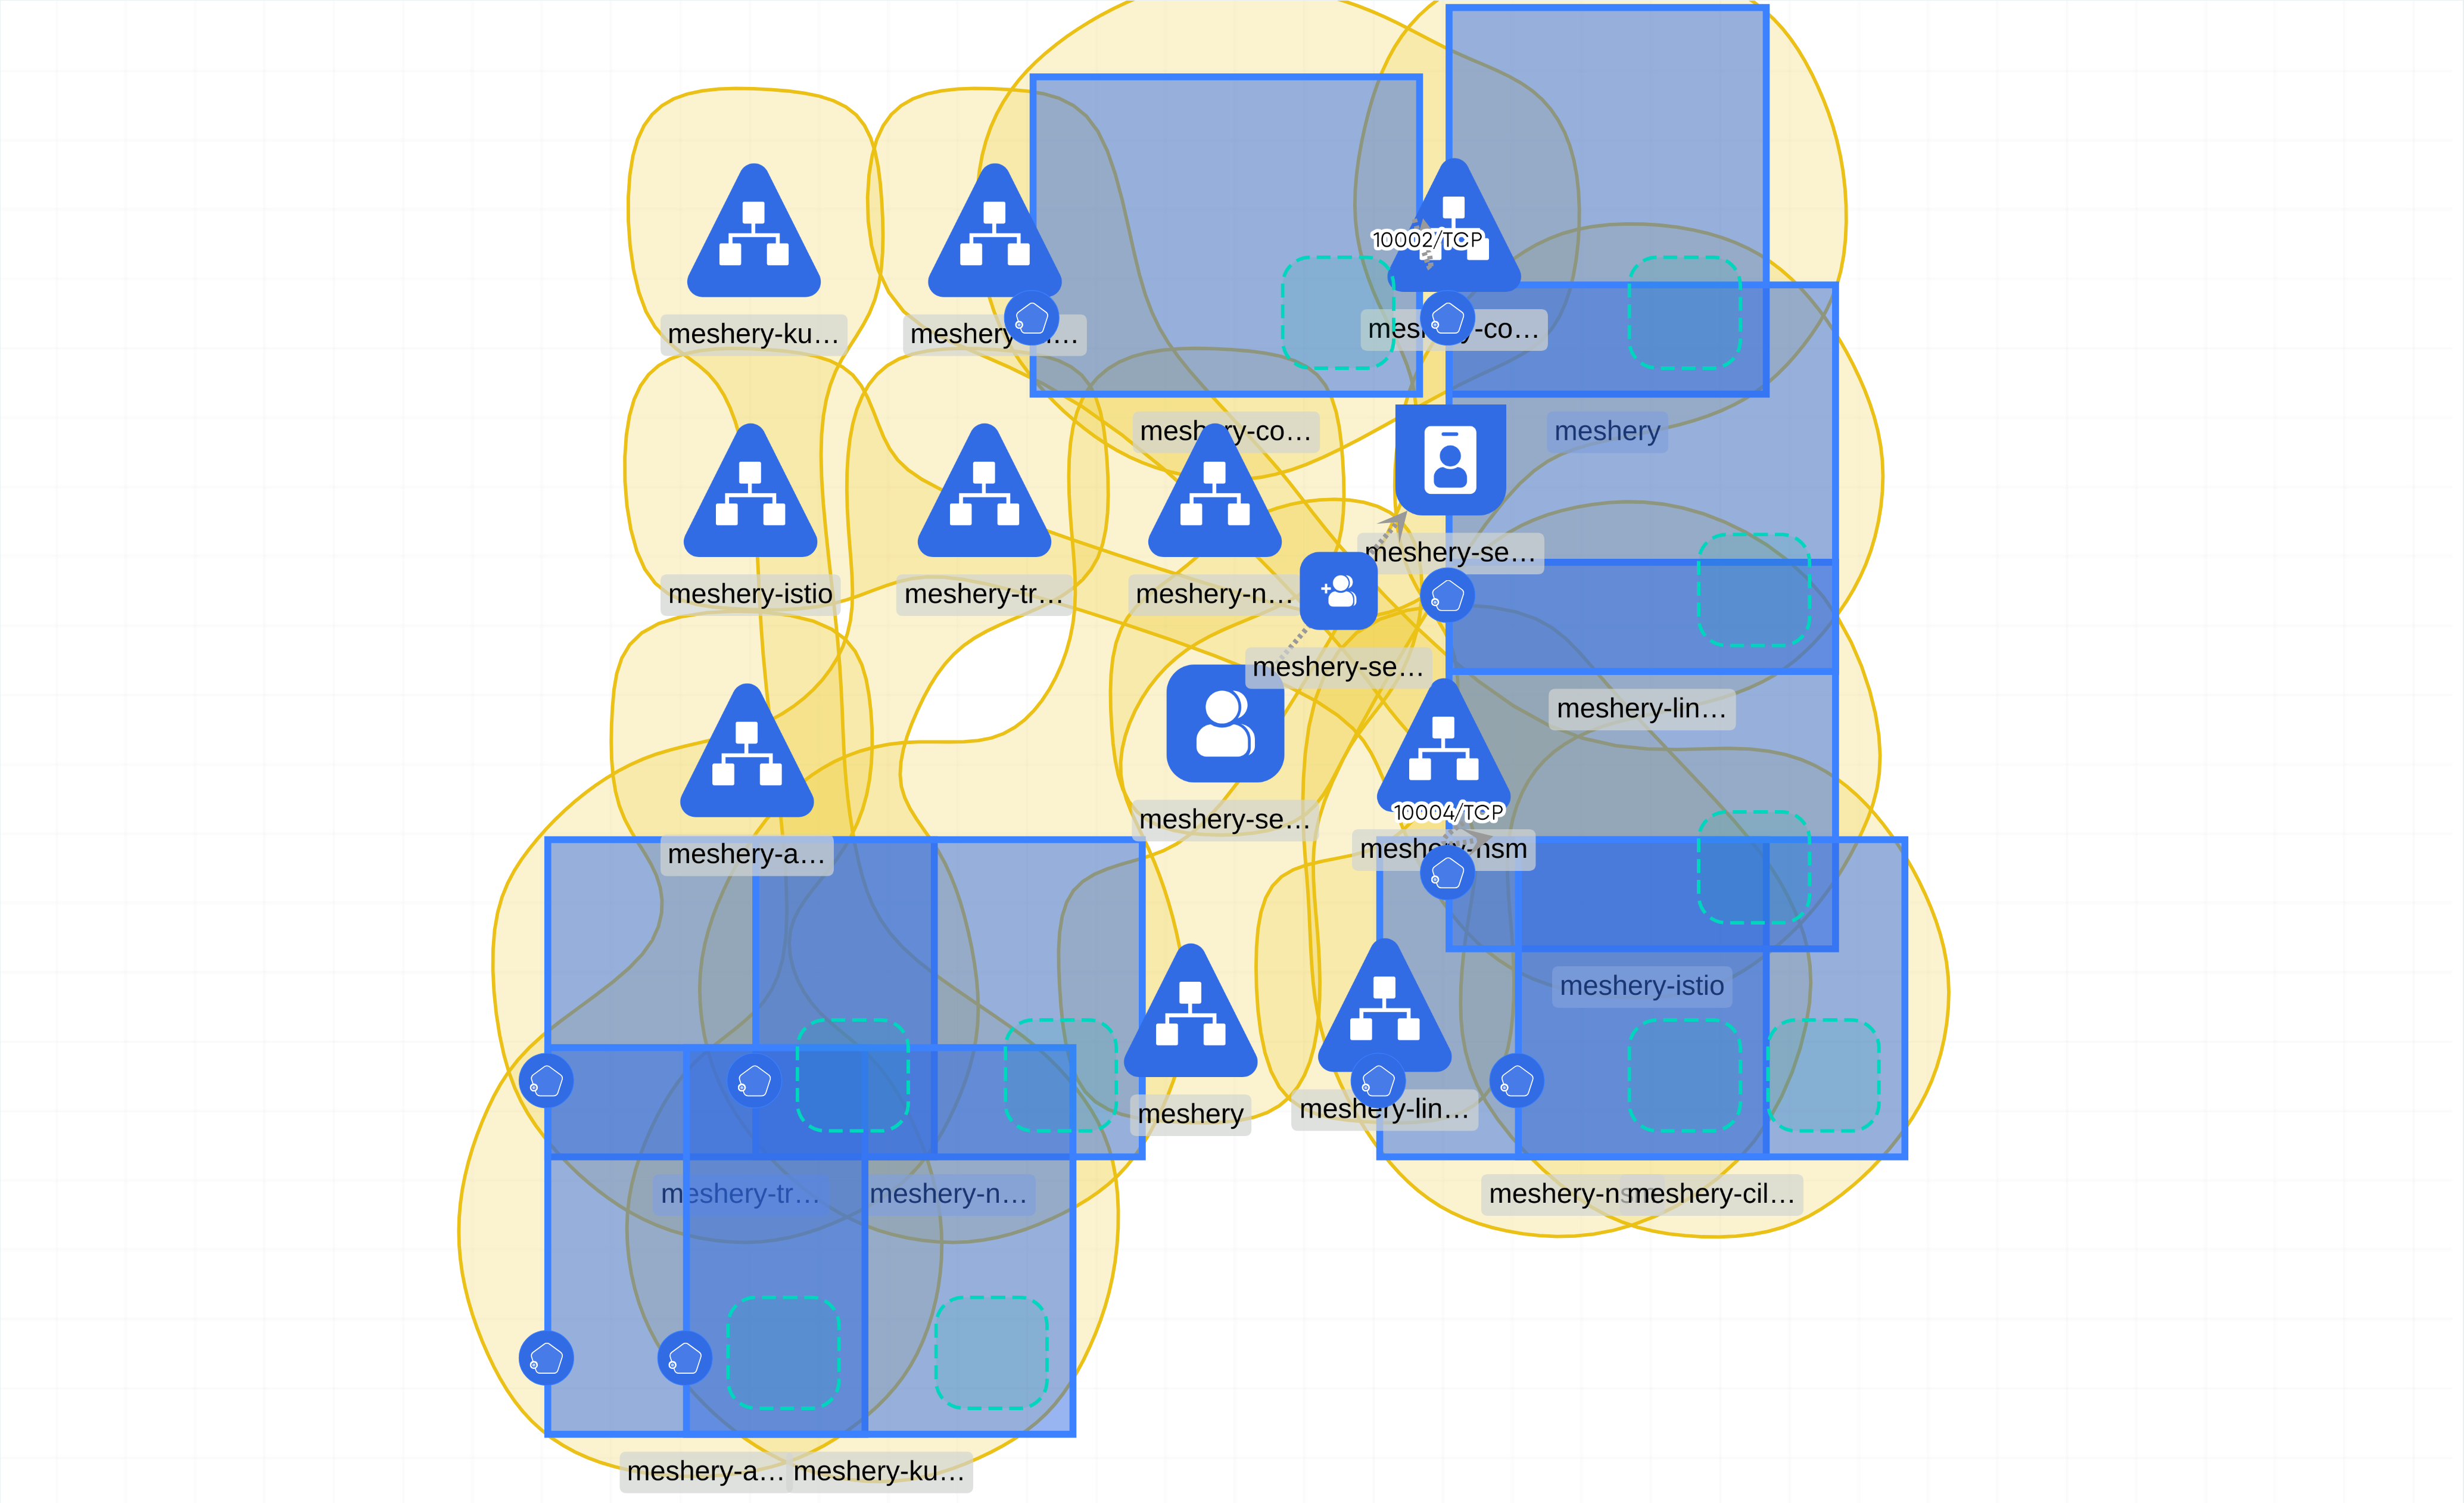 10002/TCP
meshery-ku…
meshery-co…
meshery-co…
meshery
meshery-se…
meshery-istio
meshery-tr…
meshery-n…
meshery-se…
meshery-lin…
meshery-se…
10004/TCP
meshery-nsm
meshery-a…
meshery-istio
meshery-lin…
meshery
meshery-tr…
meshery-n…
meshery-n
meshery-cil…
meshery-a…
meshery-ku…